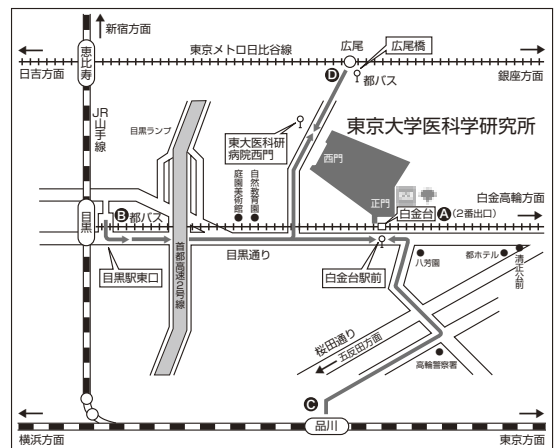 新宿方面
恵比寿
東京メトロ日比谷線
広尾
広尾橋
日吉方面
D
都バス
銀座方面
JR山手線
目黒ランプ
東大医科研
病院西門
東京大学医科学研究所
西門
庭園美術館
自然教育園
正門
白金高輪方面
目黒
B
都バス
白金台
A
(2番出口)
目黒駅東口
首都高速2号線
目黒通り
白金台駅前
八芳園
都ホテル
清正公前
桜田通り
五反田方面
高輪警察署
C
品川
横浜方面
東京方面